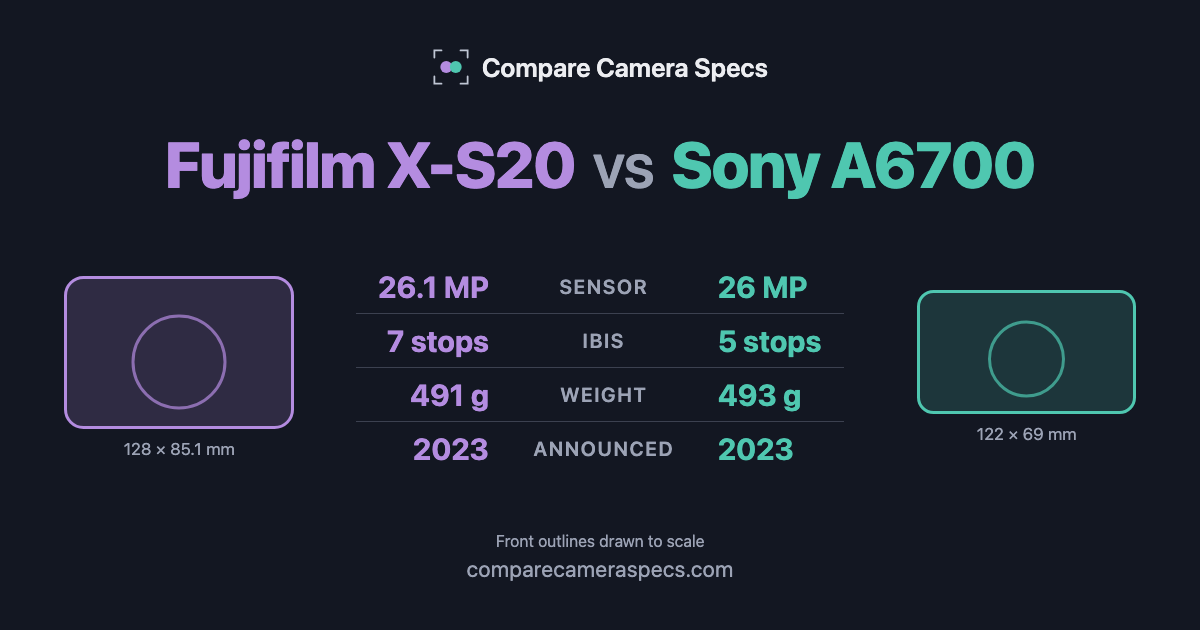 Compare Camera Specs
Fujifilm X-S20 vs Sony A6700
26.1 MP SENSOR 26 MP
7 stops IBIS 5 stops
491 g WEIGHT 493 g
2023 ANNOUNCED 2023
128 × 85.1 mm
122 × 69 mm
Front outlines drawn to scale
comparecameraspecs.com